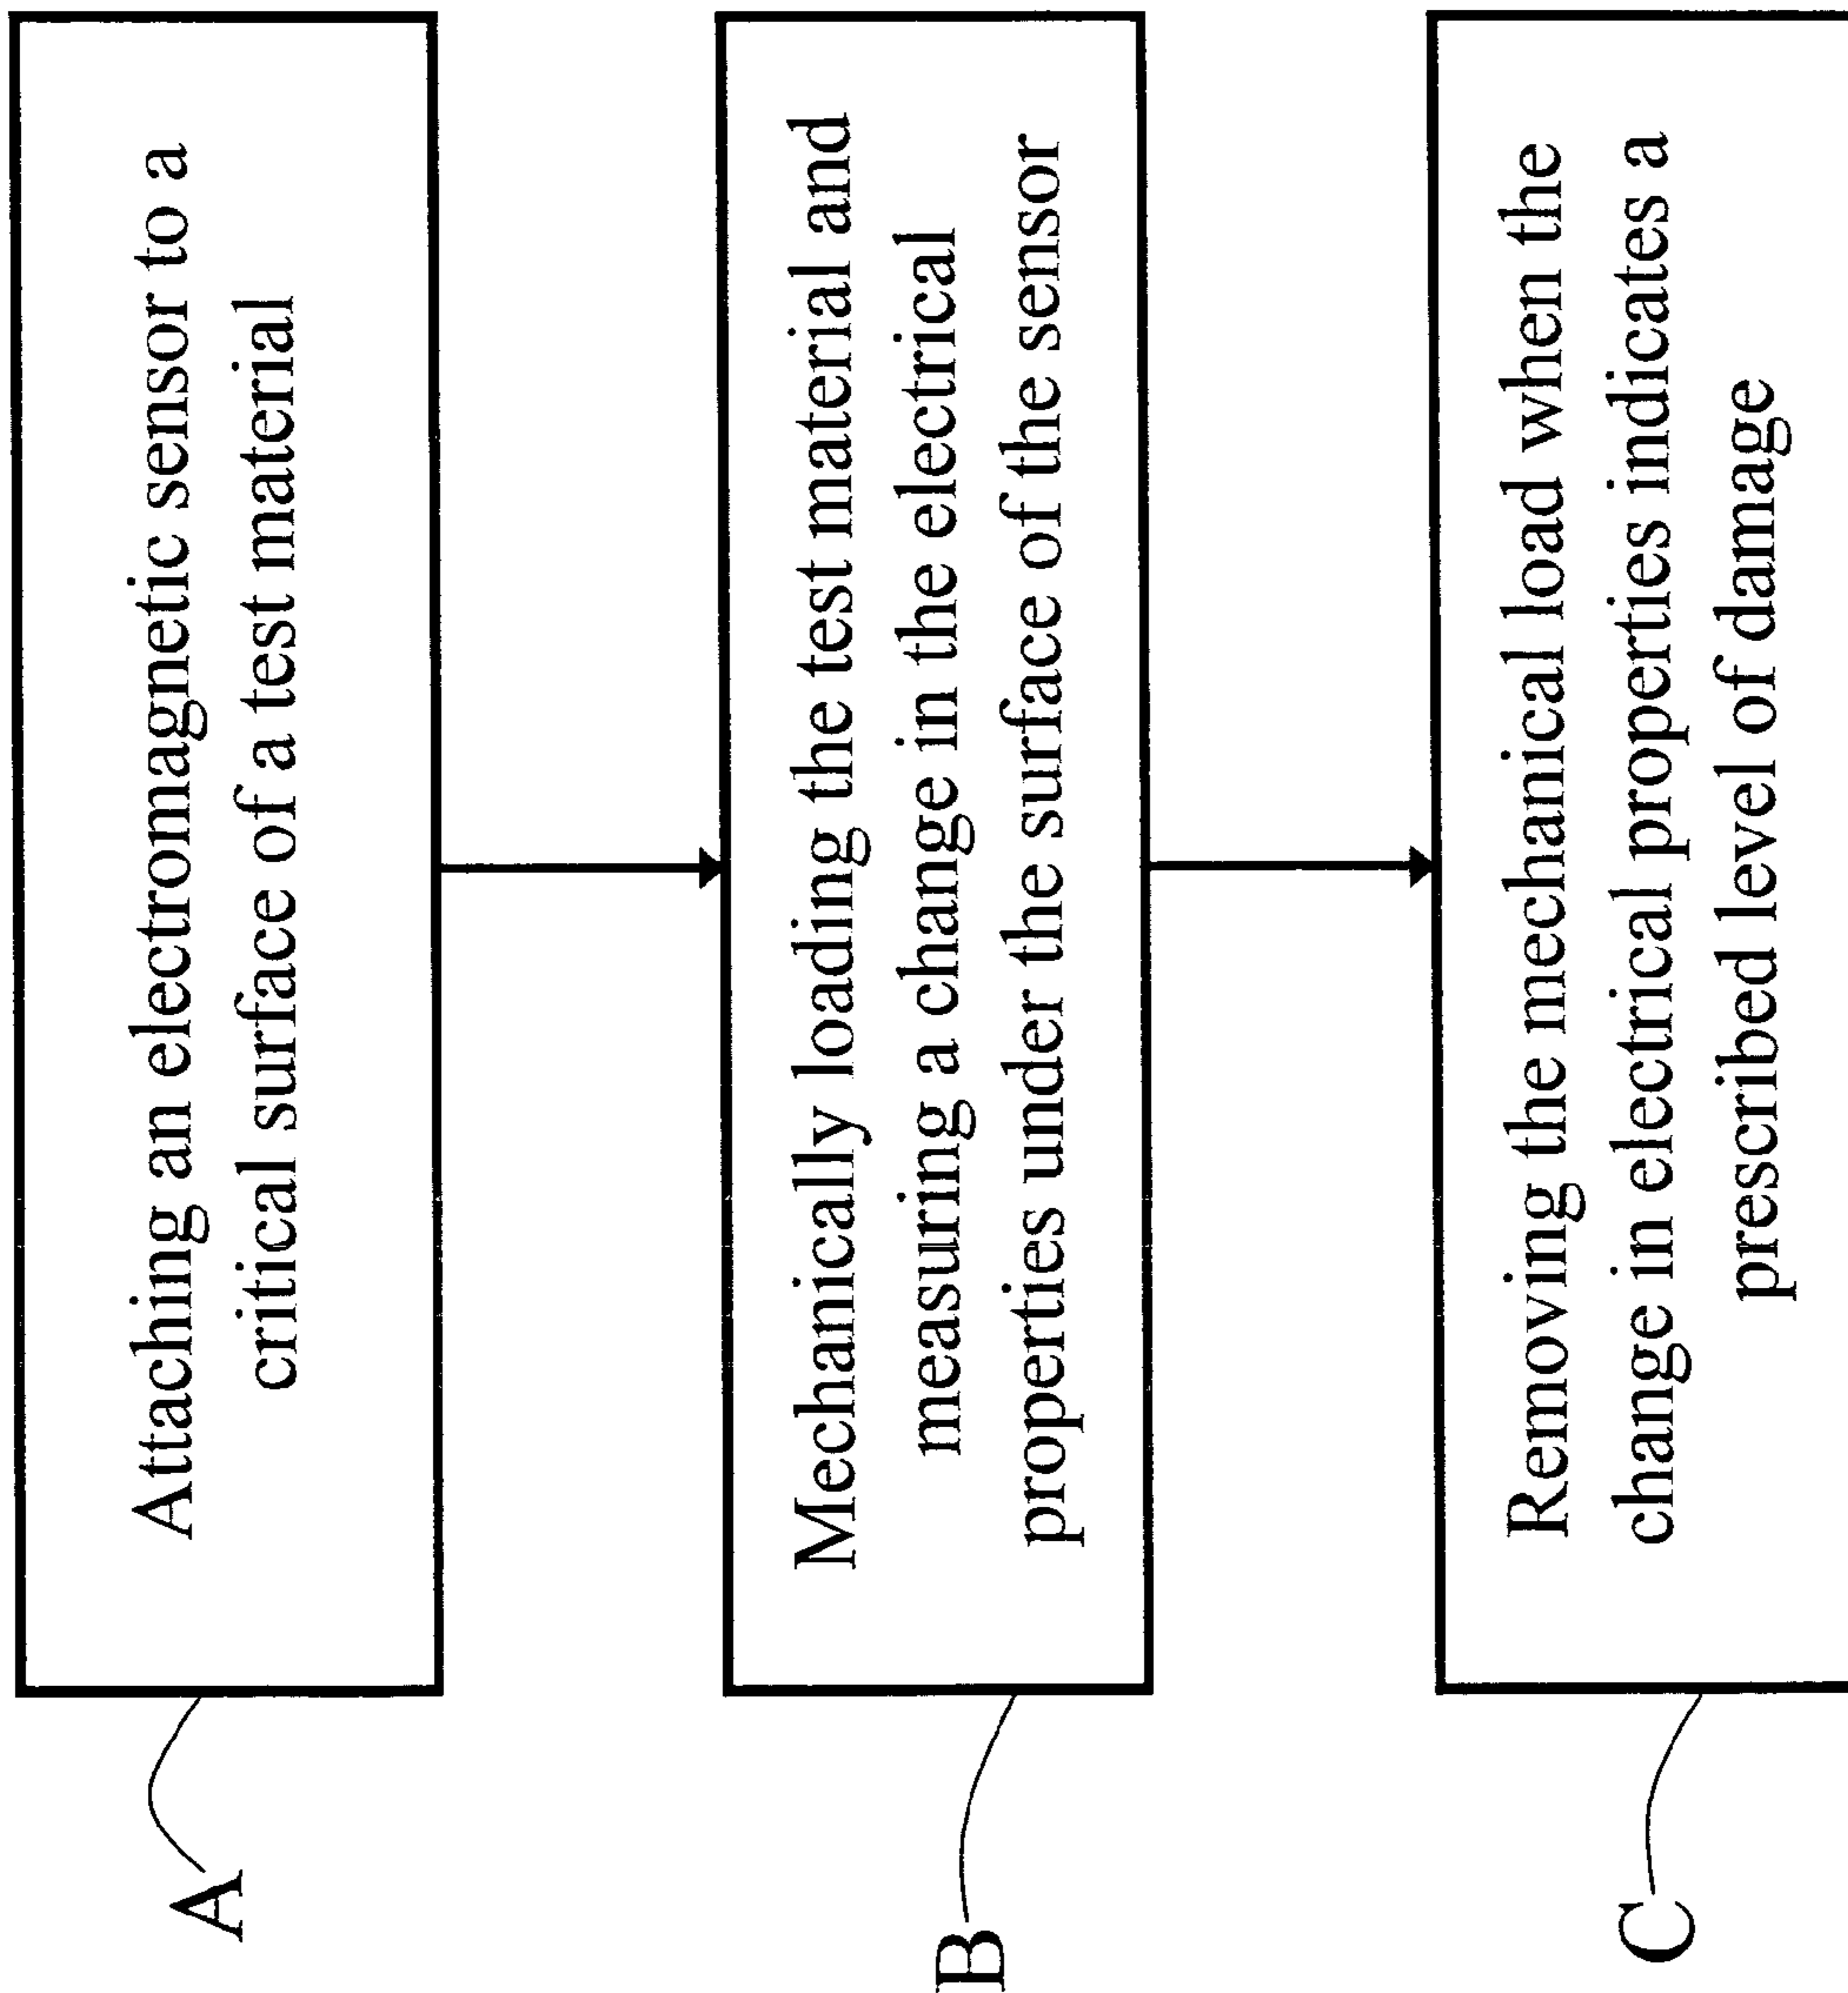 A
Attaching an electromagnetic sensor to a
critical surface of a test material
B
Mechanically loading the test material and
measuring a change in the electrical
properties under the surface of the sensor
C
Removing the mechanical load when the
change in electrical properties indicates a
prescribed level of damage